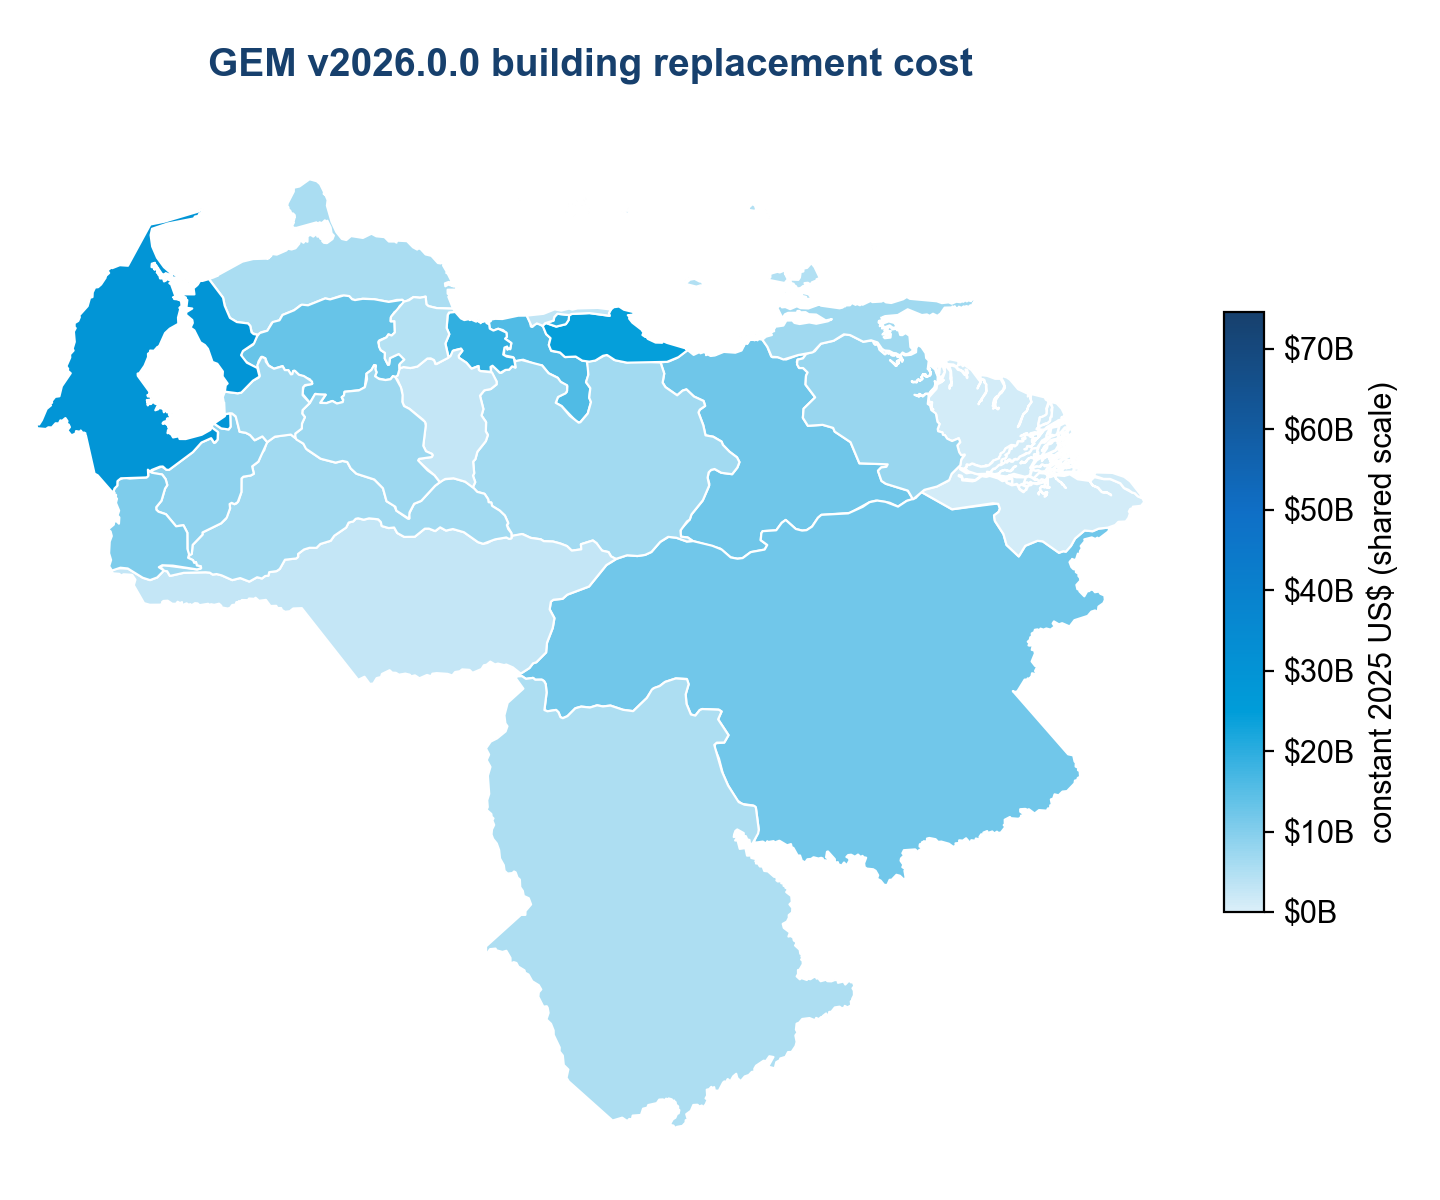 GEM v2026.0.0 building replacement cost
$70B
$60B
$50B
$40B
$30B
$20B
$10B
$0B
constant 2025 US$ (shared scale)